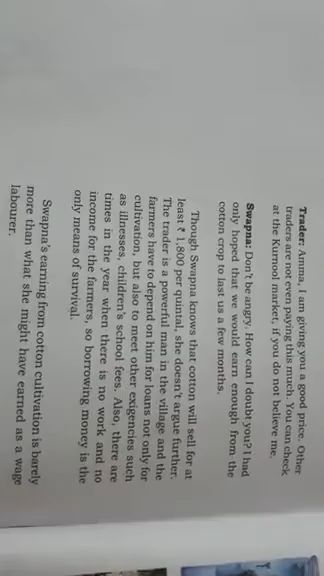 Trader: Amma, I am giving you a good price. Other
traders are not even paying this much. You can check
at the Kurnool market, if you do not believe me.
Swapna: Don't be angry. How can I doubt you? I had
only hoped that we would earn enough from the
cotton crop to last us a few months.
Though Swapna knows that cotton will sell for at
least ₹ 1,800 per quintal, she doesn't argue further.
The trader is a powerful man in the village and the
farmers have to depend on him for loans not only for
cultivation, but also to meet other exigencies such
as illnesses, children's school fees. Also, there are
times in the year when there is no work and no
income for the farmers, so borrowing money is the
only means of survival.
Swapna's earning from cotton cultivation is barely
more than what she might have earned as a wage
labourer.